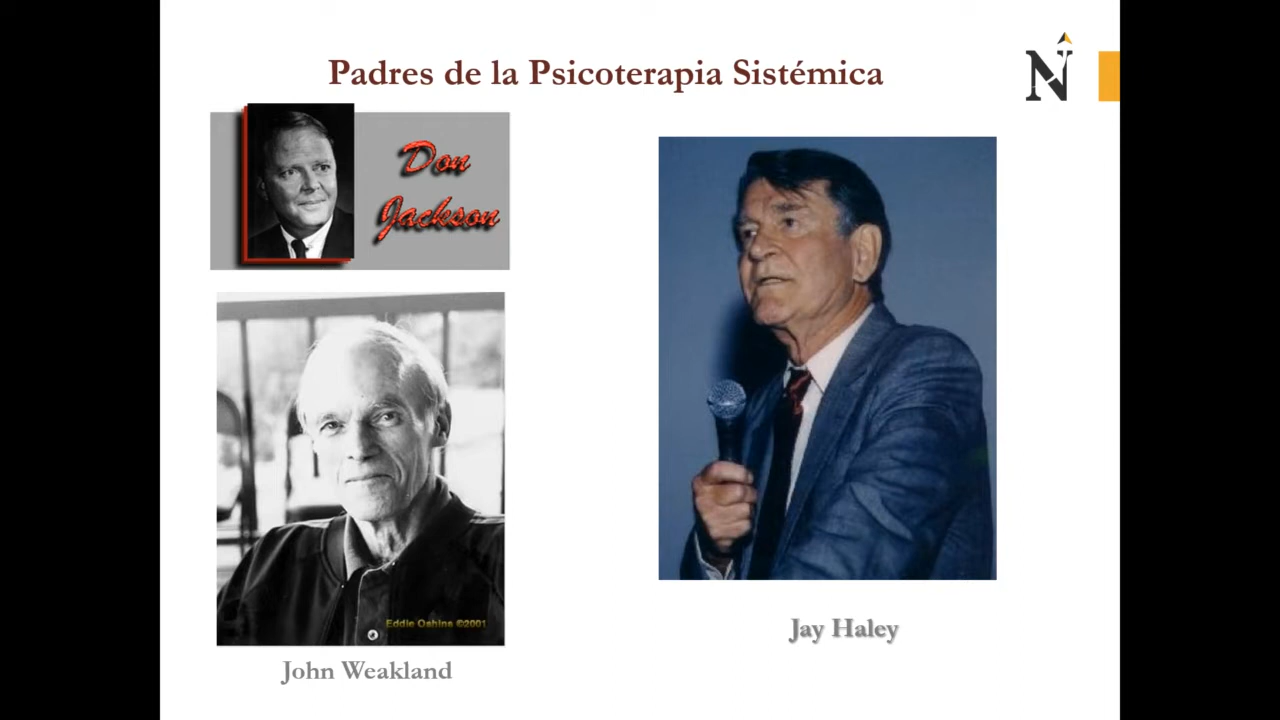 Padres de la Psicoterapia Sistémica
N
Don
Jackson
Eddie Oshins ©2001
John Weakland
Jay Haley